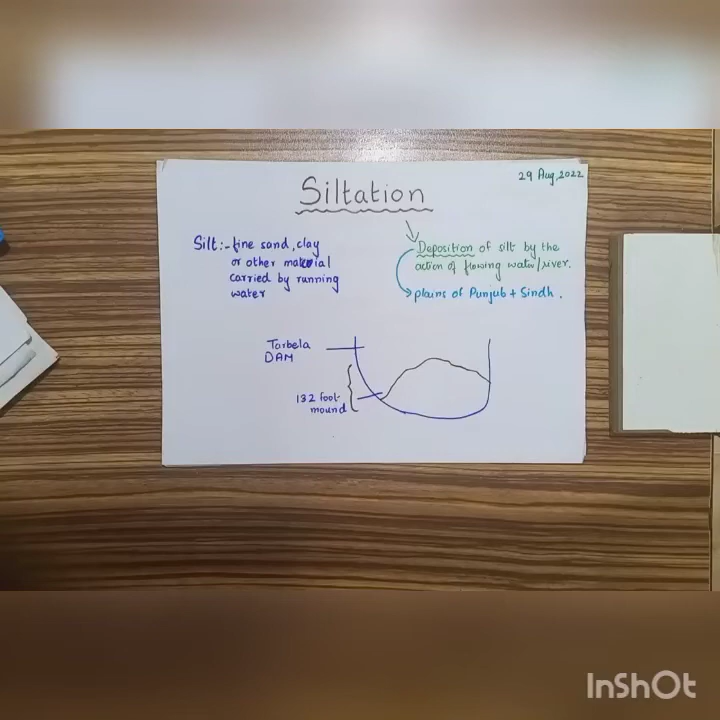 29 Aug, 2022
Siltation
Silt:- fine sand, clay
or other material
carried by running
water
Deposition of silt by the
action of flowing water/river.
plains of Punjub + Sindh.
Tarbela
DAM
132 foot
mound
InShOt